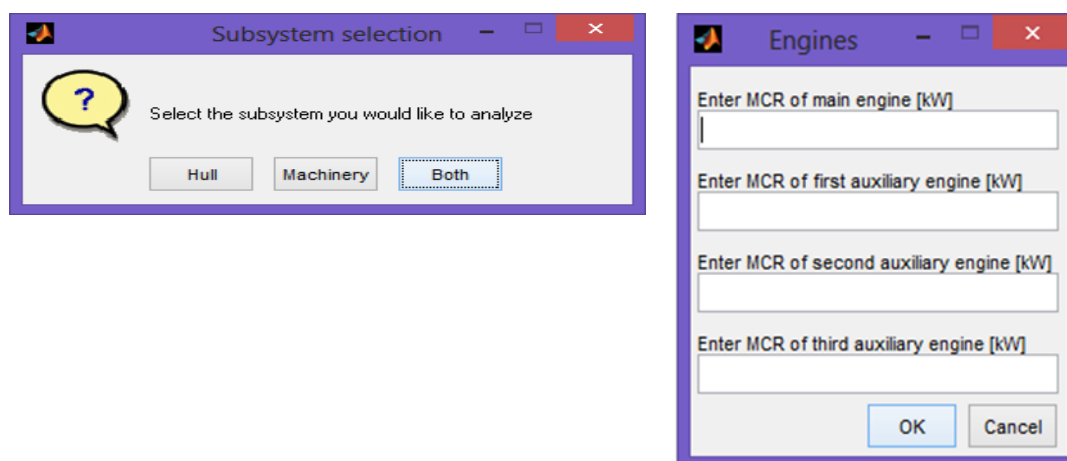 Subsystem selection
?
Select the subsystem you would like to analyze
Hull Machinery Both
Engines
Enter MCR of main engine [kW]
Enter MCR of first auxiliary engine [kW]
Enter MCR of second auxiliary engine [kW]
Enter MCR of third auxiliary engine [kW]
OK Cancel